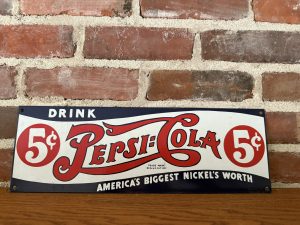 DRINK
5¢ PEPSI:COLA 5¢
AMERICA'S BIGGEST NICKEL'S WORTH